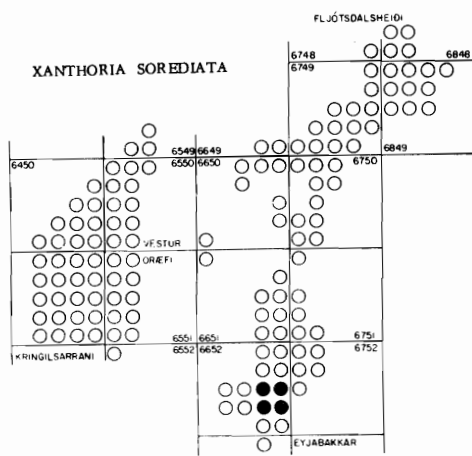 FLJÓTSDALSHEIÐI
6748 6848
6749
XANTHORIA SOREDIATA
6549 6649
6450 6550 6650 6750 6849
VESTUR
ÖRÆFI
6551 6651 6751
KRINGILSÁRRANI 6552 6652 6752
EYJABAKKAR